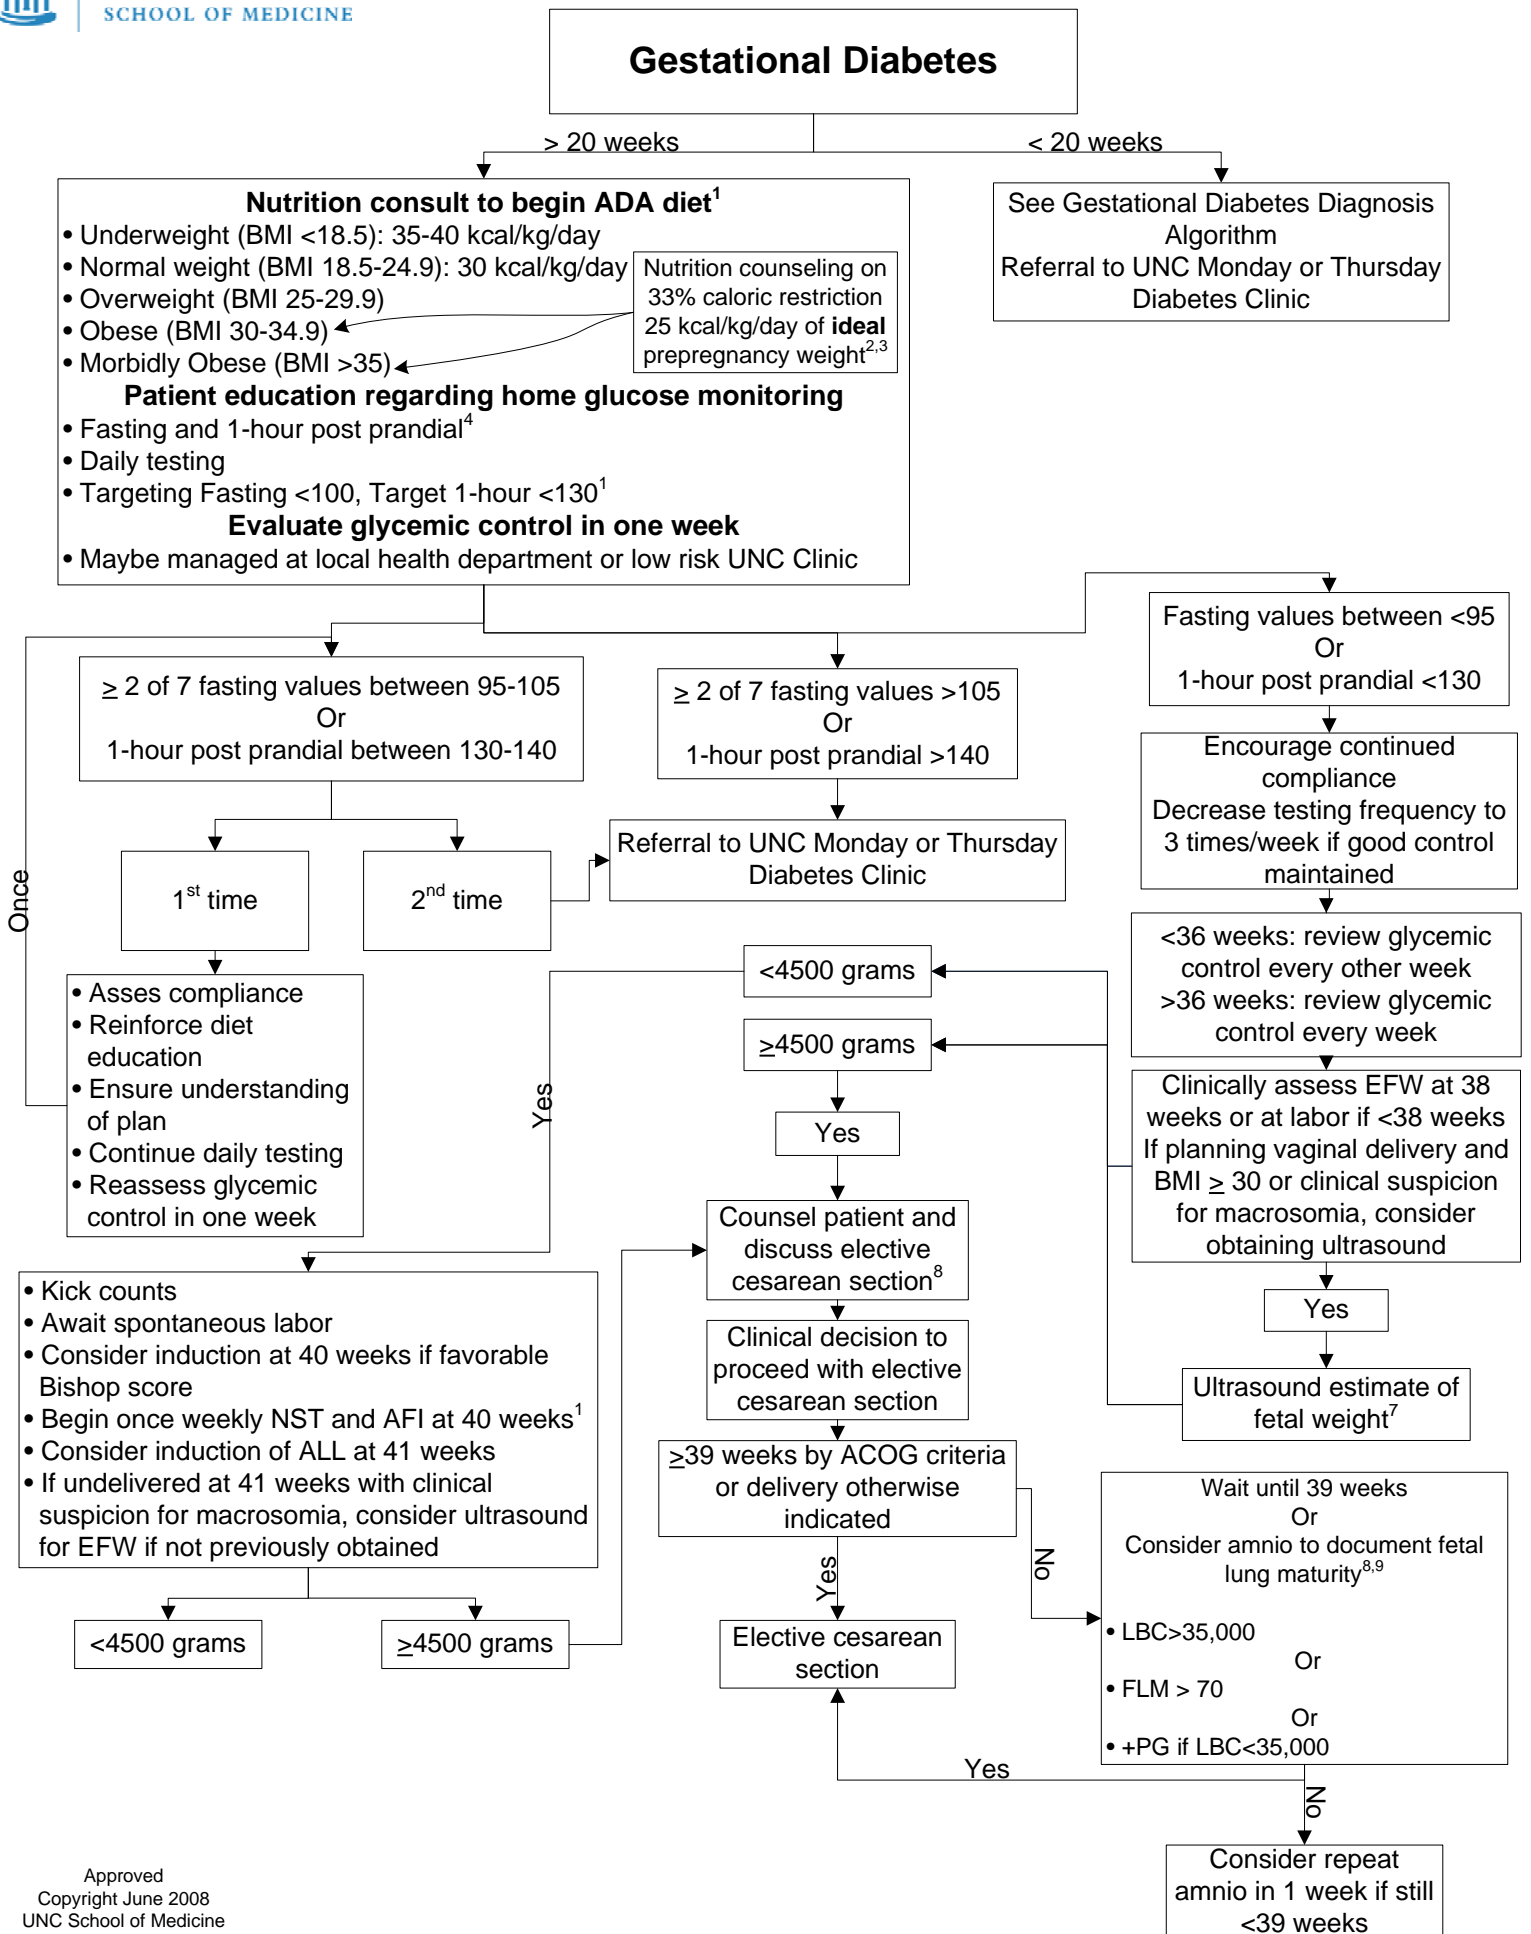 SCHOOL OF MEDICINE
Gestational Diabetes
> 20 weeks
< 20 weeks
Nutrition consult to begin ADA diet1
• Underweight (BMI <18.5): 35-40 kcal/kg/day
• Normal weight (BMI 18.5-24.9): 30 kcal/kg/day
• Overweight (BMI 25-29.9)
• Obese (BMI 30-34.9)
• Morbidly Obese (BMI >35)
Nutrition counseling on
33% caloric restriction
25 kcal/kg/day of ideal
prepregnancy weight2,3
Patient education regarding home glucose monitoring
• Fasting and 1-hour post prandial4
• Daily testing
• Targeting Fasting <100, Target 1-hour <1301
Evaluate glycemic control in one week
• Maybe managed at local health department or low risk UNC Clinic
See Gestational Diabetes Diagnosis
Algorithm
Referral to UNC Monday or Thursday
Diabetes Clinic
≥ 2 of 7 fasting values between 95-105
Or
1-hour post prandial between 130-140
≥ 2 of 7 fasting values >105
Or
1-hour post prandial >140
Fasting values between <95
Or
1-hour post prandial <130
Once
1st time
2nd time
Referral to UNC Monday or Thursday
Diabetes Clinic
Encourage continued
compliance
Decrease testing frequency to
3 times/week if good control
maintained
• Asses compliance
• Reinforce diet
education
• Ensure understanding
of plan
• Continue daily testing
• Reassess glycemic
control in one week
<36 weeks: review glycemic
control every other week
>36 weeks: review glycemic
control every week
<4500 grams
≥4500 grams
Yes
Yes
Clinically assess EFW at 38
weeks or at labor if <38 weeks
If planning vaginal delivery and
BMI ≥ 30 or clinical suspicion
for macrosomia, consider
obtaining ultrasound
Yes
Ultrasound estimate of
fetal weight7
Counsel patient and
discuss elective
cesarean section8
Clinical decision to
proceed with elective
cesarean section
≥39 weeks by ACOG criteria
or delivery otherwise
indicated
• Kick counts
• Await spontaneous labor
• Consider induction at 40 weeks if favorable
Bishop score
• Begin once weekly NST and AFI at 40 weeks1
• Consider induction of ALL at 41 weeks
• If undelivered at 41 weeks with clinical
suspicion for macrosomia, consider ultrasound
for EFW if not previously obtained
<4500 grams
≥4500 grams
Yes
No
Elective cesarean
section
Wait until 39 weeks
Or
Consider amnio to document fetal
lung maturity8,9
• LBC>35,000
Or
• FLM > 70
Or
• +PG if LBC<35,000
Yes
No
Consider repeat
amnio in 1 week if still
<39 weeks
Approved
Copyright June 2008
UNC School of Medicine